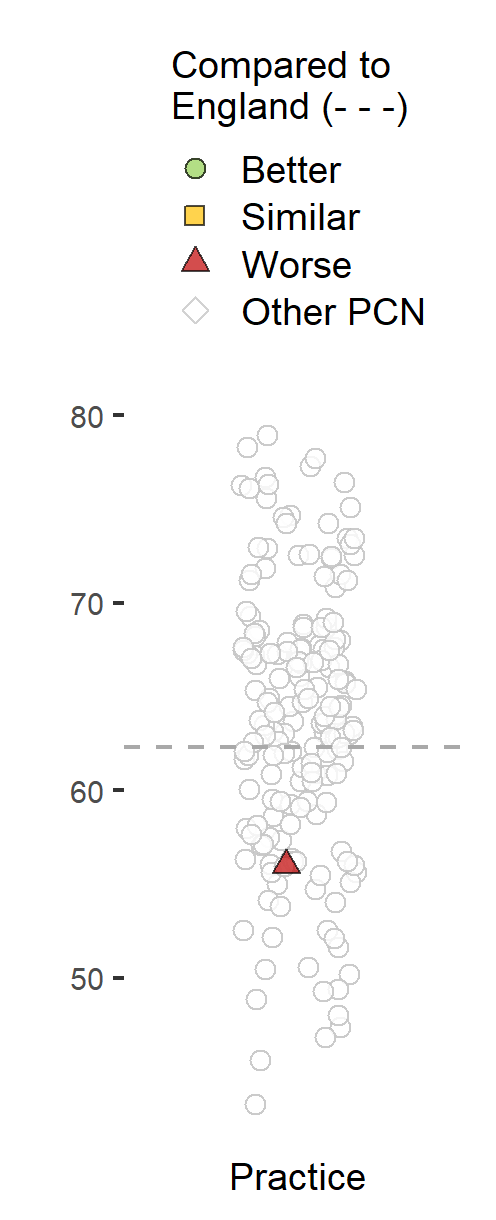 Compared to
England (- - -)
Better
Similar
Worse
Other PCN
80
70
60
50
Practice